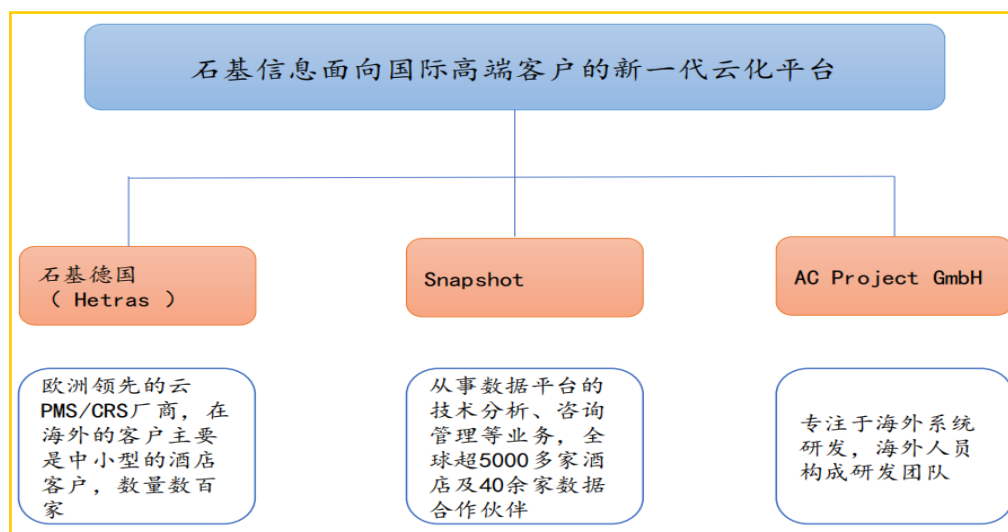 石基信息面向国际高端客户的新一代云化平台
石基德国
（ Hetras ）
Snapshot
AC Project GmbH
欧洲领先的云
PMS/CRS厂商，在
海外的客户主要
是中小型的酒店
客户，数量数百
家
从事数据平台的
技术分析、咨询
管理等业务，全
球超5000多家酒
店及40余家数据
合作伙伴
专注于海外系统
研发，海外人员
构成研发团队